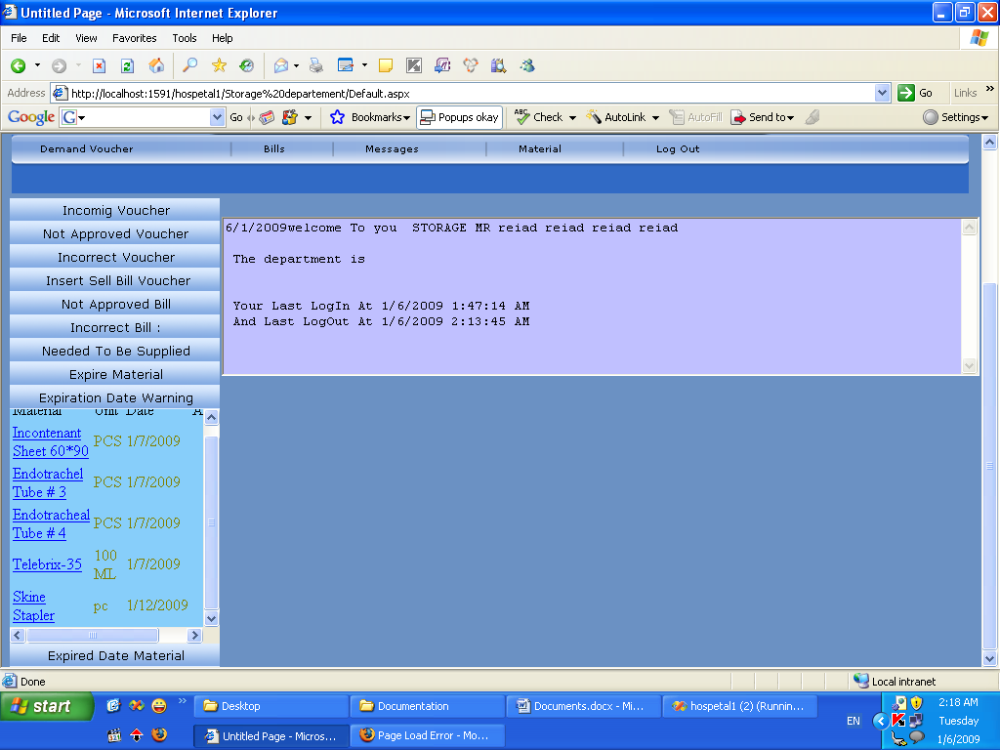 Untitled Page - Microsoft Internet Explorer
File Edit View Favorites Tools Help
Address http://localhost:1591/hospetal1/Storage%20departement/Default.aspx Go Links »
Google G Go Bookmarks Popups okay ABC Check AutoLink AutoFill Send to Settings
Demand Voucher Bills Messages Material Log Out
Incomig Voucher
Not Approved Voucher
Incorrect Voucher
Insert Sell Bill Voucher
Not Approved Bill
Incorrect Bill :
Needed To Be Supplied
Expire Material
Expiration Date Warning
Material Unit Date A
Incontenant
Sheet 60*90 PCS 1/7/2009
Endotrachel
Tube # 3 PCS 1/7/2009
Endotracheal
Tube # 4 PCS 1/7/2009
Telebrix-35 100
ML 1/7/2009
Skine
Stapler pc 1/12/2009
Expired Date Material
6/1/2009welcome To you STORAGE MR reiad reiad reiad reiad
The department is
Your Last LogIn At 1/6/2009 1:47:14 AM
And Last LogOut At 1/6/2009 2:13:45 AM
Done Local intranet
start » Desktop Documentation Documents.docx - Mi... hospetal1 (2) (Runnin...
Untitled Page - Micros... Page Load Error - Mo...
EN
2:18 AM
Tuesday
1/6/2009